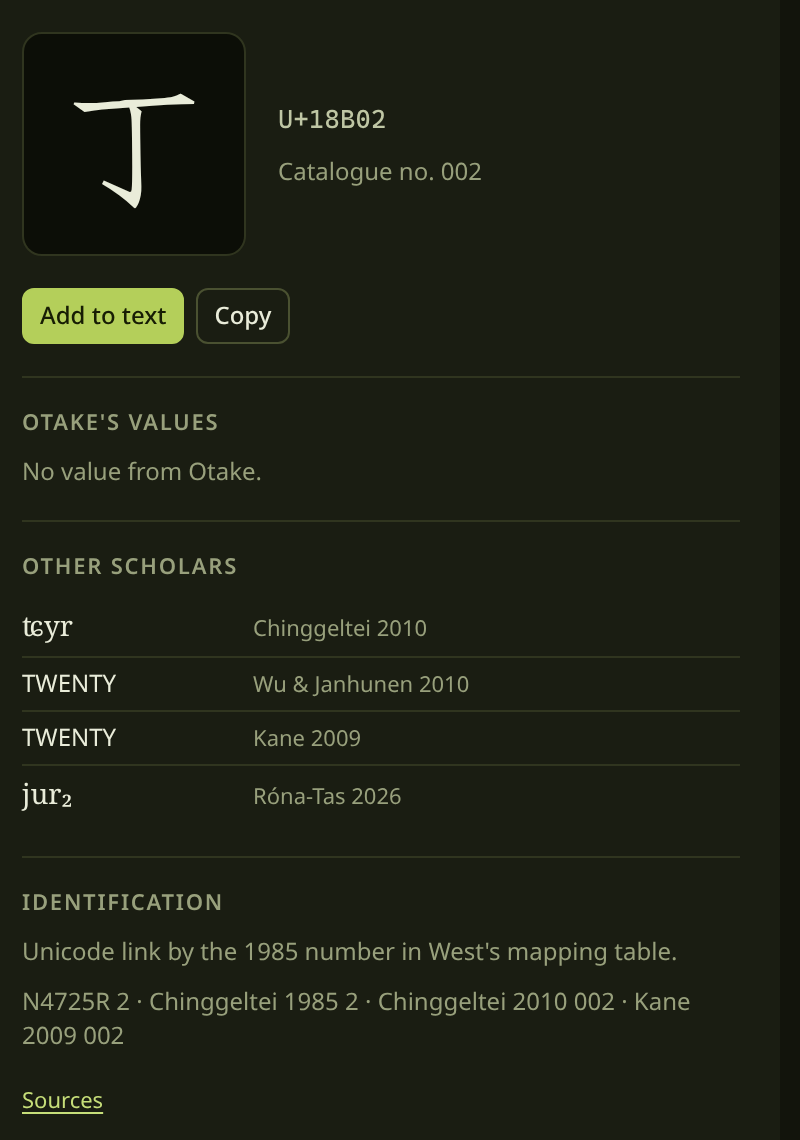 𘬂
U+18B02
Catalogue no. 002
Add to text
Copy
OTAKE'S VALUES
No value from Otake.
OTHER SCHOLARS
ʨyr Chinggeltei 2010
TWENTY Wu & Janhunen 2010
TWENTY Kane 2009
jur₂ Róna-Tas 2026
IDENTIFICATION
Unicode link by the 1985 number in West's mapping table.
N4725R 2 · Chinggeltei 1985 2 · Chinggeltei 2010 002 · Kane
2009 002
Sources